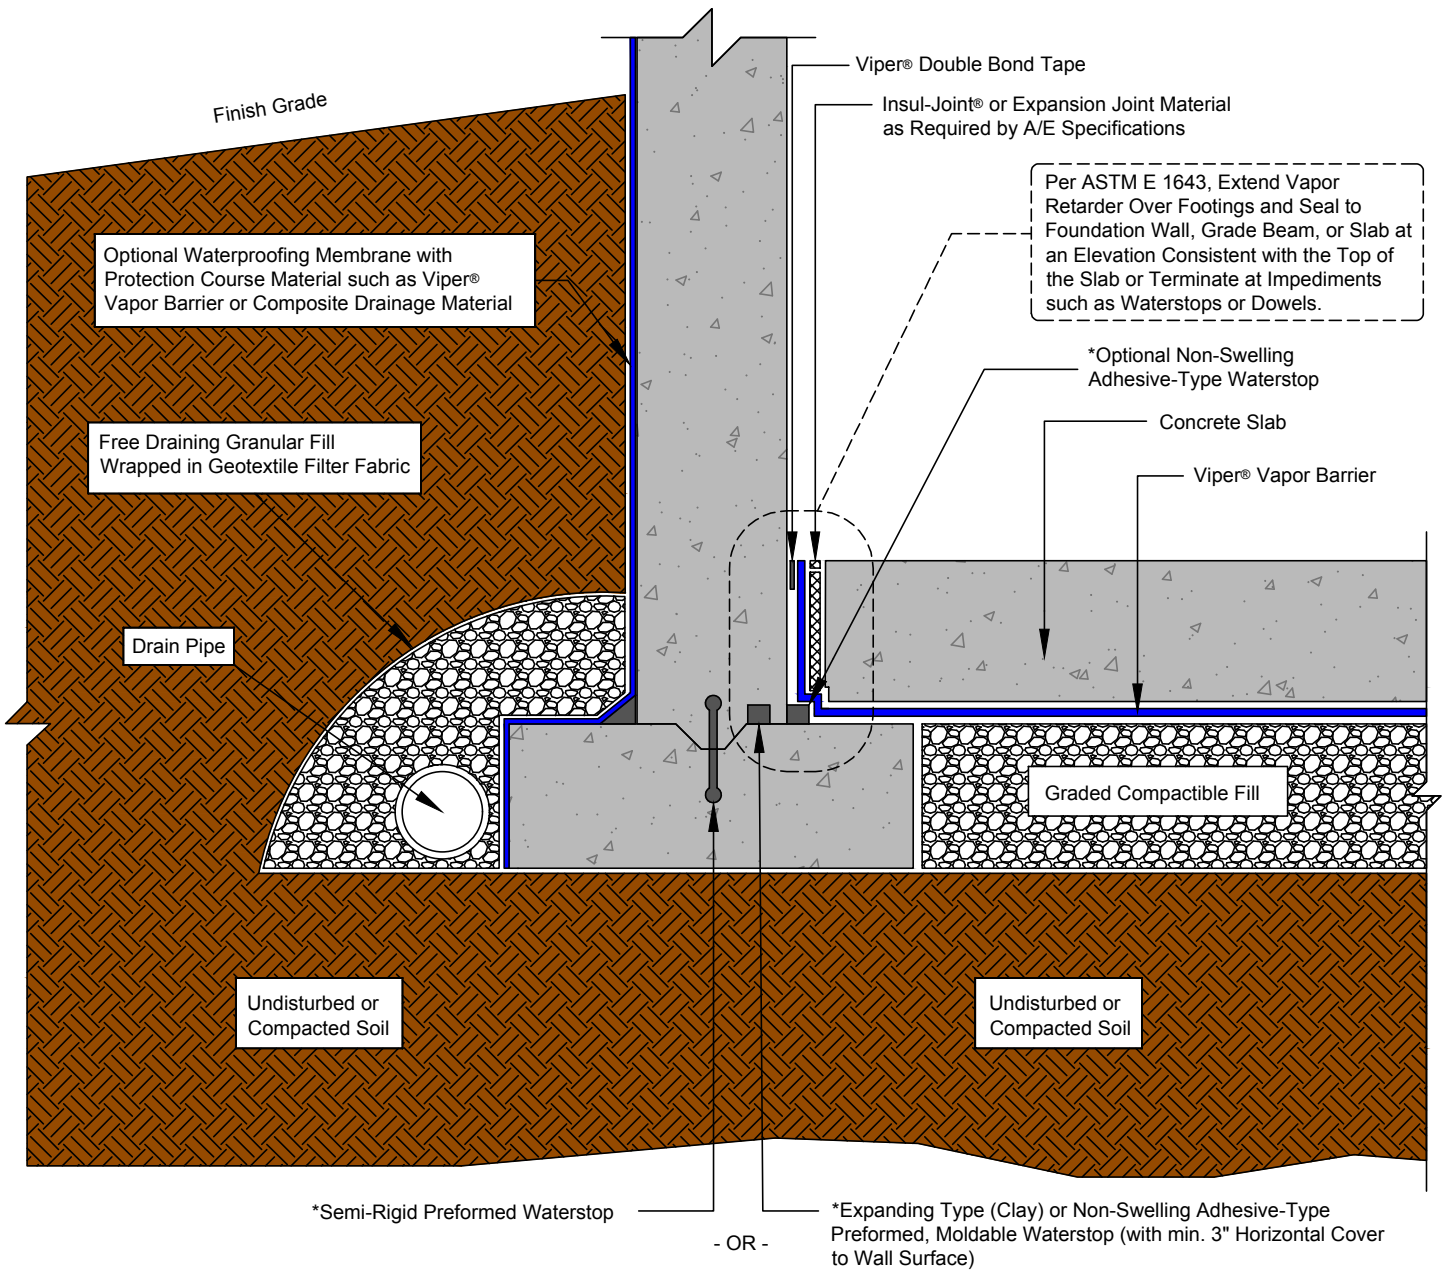 Viper® Double Bond Tape
Insul-Joint® or Expansion Joint Material
as Required by A/E Specifications
Finish Grade
Per ASTM E 1643, Extend Vapor
Retarder Over Footings and Seal to
Foundation Wall, Grade Beam, or Slab at
an Elevation Consistent with the Top of
the Slab or Terminate at Impediments
such as Waterstops or Dowels.
Optional Waterproofing Membrane with
Protection Course Material such as Viper®
Vapor Barrier or Composite Drainage Material
*Optional Non-Swelling
Adhesive-Type Waterstop
Concrete Slab
Free Draining Granular Fill
Wrapped in Geotextile Filter Fabric
Viper® Vapor Barrier
Drain Pipe
Graded Compactible Fill
Undisturbed or
Compacted Soil
Undisturbed or
Compacted Soil
*Semi-Rigid Preformed Waterstop
- OR -
*Expanding Type (Clay) or Non-Swelling Adhesive-Type
Preformed, Moldable Waterstop (with min. 3" Horizontal Cover
to Wall Surface)